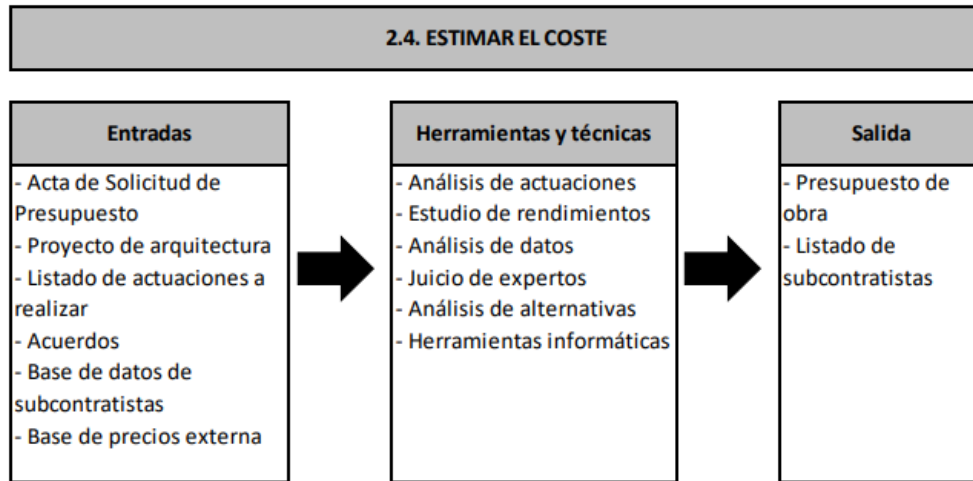 2.4. ESTIMAR EL COSTE
Entradas
- Acta de Solicitud de
Presupuesto
- Proyecto de arquitectura
- Listado de actuaciones a
realizar
- Acuerdos
- Base de datos de
subcontratistas
- Base de precios externa
Herramientas y técnicas
- Análisis de actuaciones
- Estudio de rendimientos
- Análisis de datos
- Juicio de expertos
- Análisis de alternativas
- Herramientas informáticas
Salida
- Presupuesto de
obra
- Listado de
subcontratistas